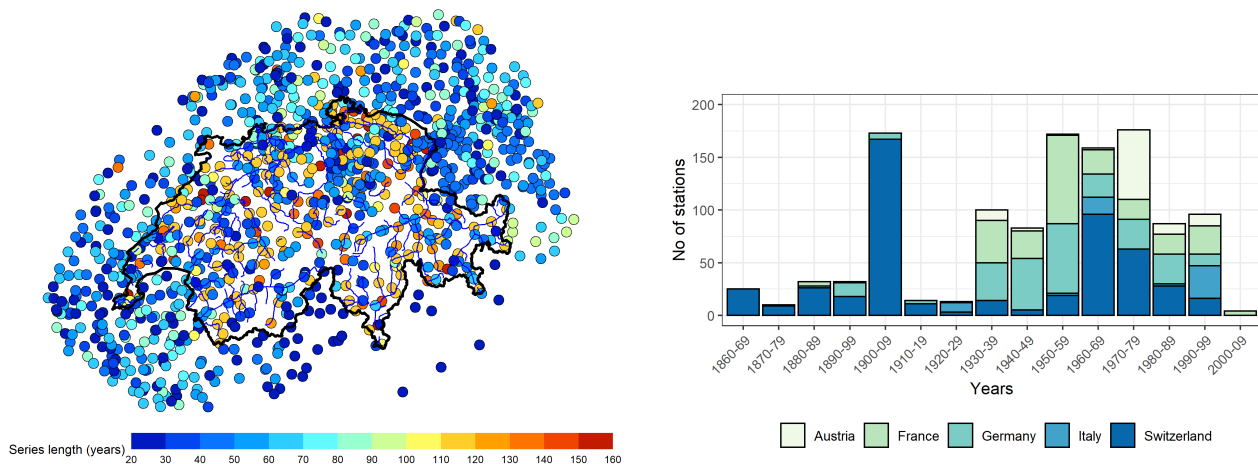 Series length (years)
20 30 40 50 60 70 80 90 100 110 120 130 140 150 160
No of stations
200
150
100
50
0
1860-69 1870-79 1880-89 1890-99 1900-09 1910-19 1920-29 1930-39 1940-49 1950-59 1960-69 1970-79 1980-89 1990-99 2000-09
Years
Austria France Germany Italy Switzerland